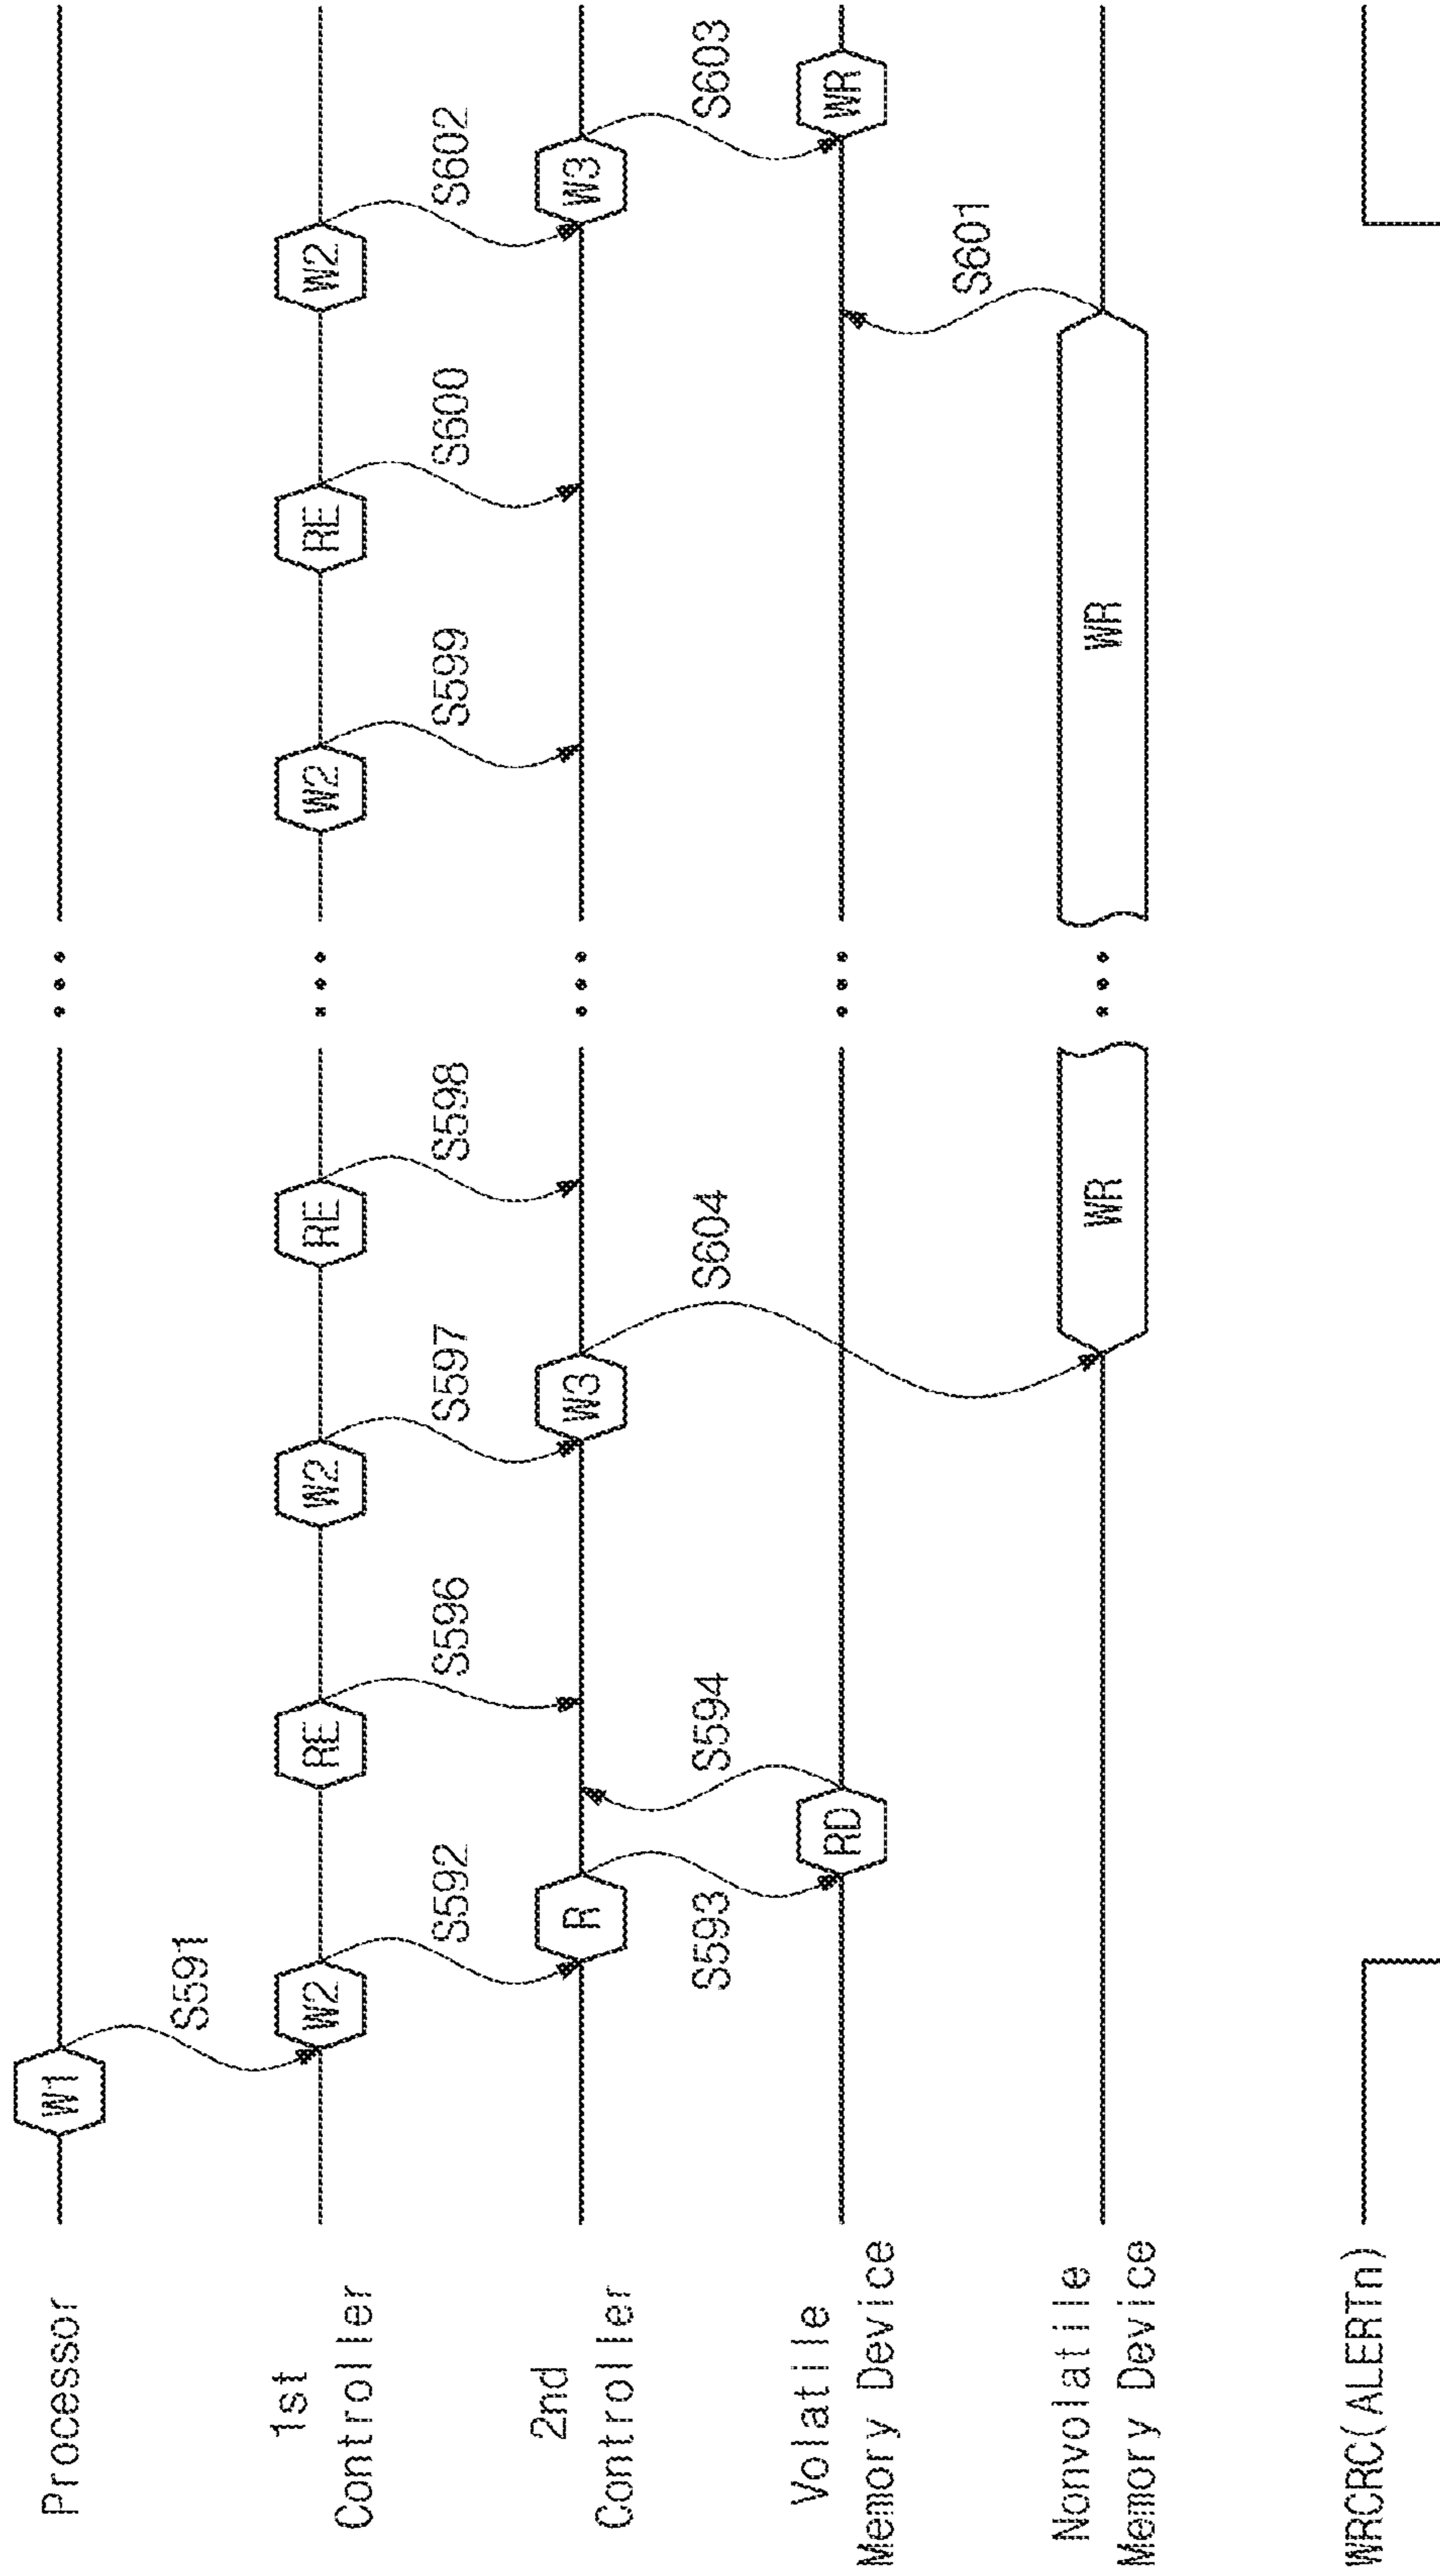 Processor
W1
S591
1st
Controller
W2
RE
W2
RE
W2
RE
W2
S592
S596
S597
S598
S599
S600
S602
2nd
Controller
R
W3
W3
S593
S594
S604
S603
Volatile
Memory Device
RD
WR
S601
Nonvolatile
Memory Device
WR
WR
WRCRC(ALERTn)